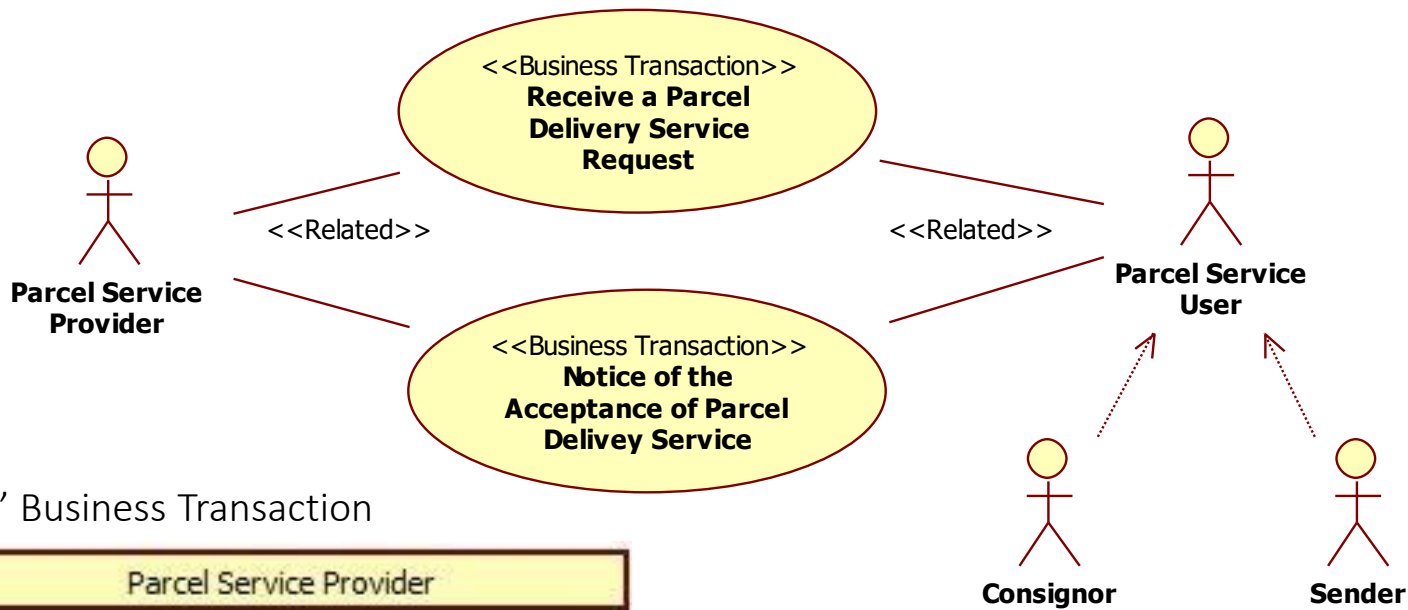 <<Business Transaction>>
Receive a Parcel
Delivery Service
Request
<<Related>>
<<Related>>
Parcel Service
Provider
Parcel Service
User
<<Business Transaction>>
Notice of the
Acceptance of Parcel
Delivey Service
’ Business Transaction
Parcel Service Provider
Consignor
Sender